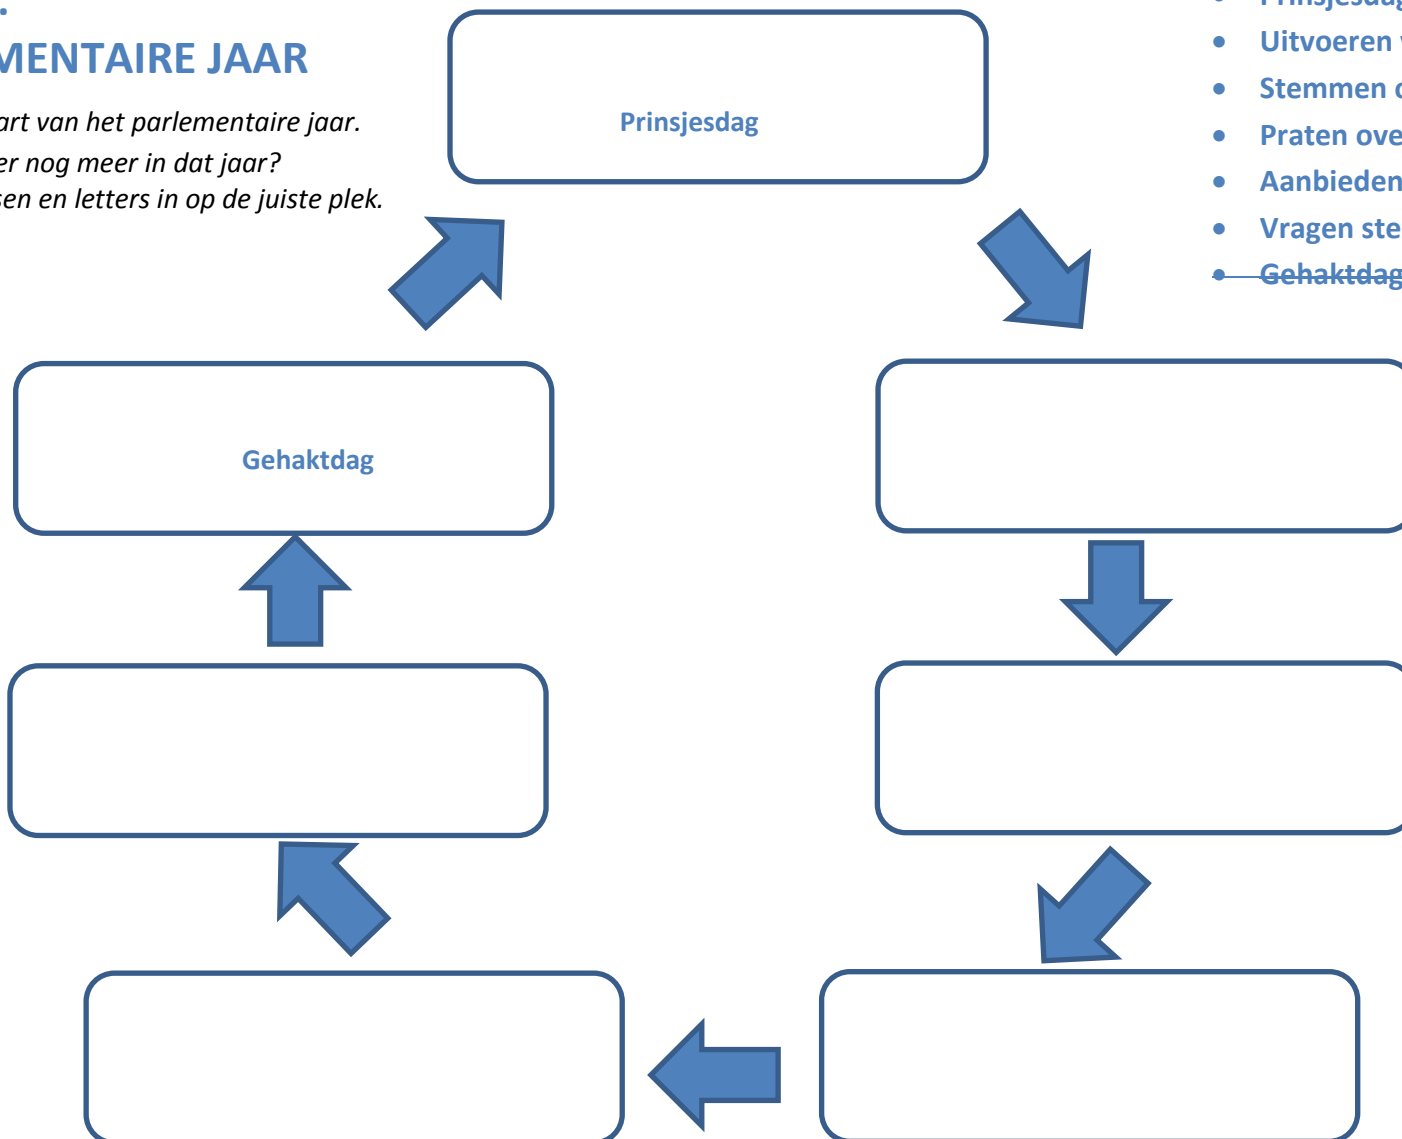 MENTAIRE JAAR
art van het parlementaire jaar.
er nog meer in dat jaar?
sen en letters in op de juiste plek.
Prinsjesdag
Uitvoeren
Stemmen
Praten ove
Aanbieden
Vragen ste
Gehaktdag
Prinsjesdag
Gehaktdag